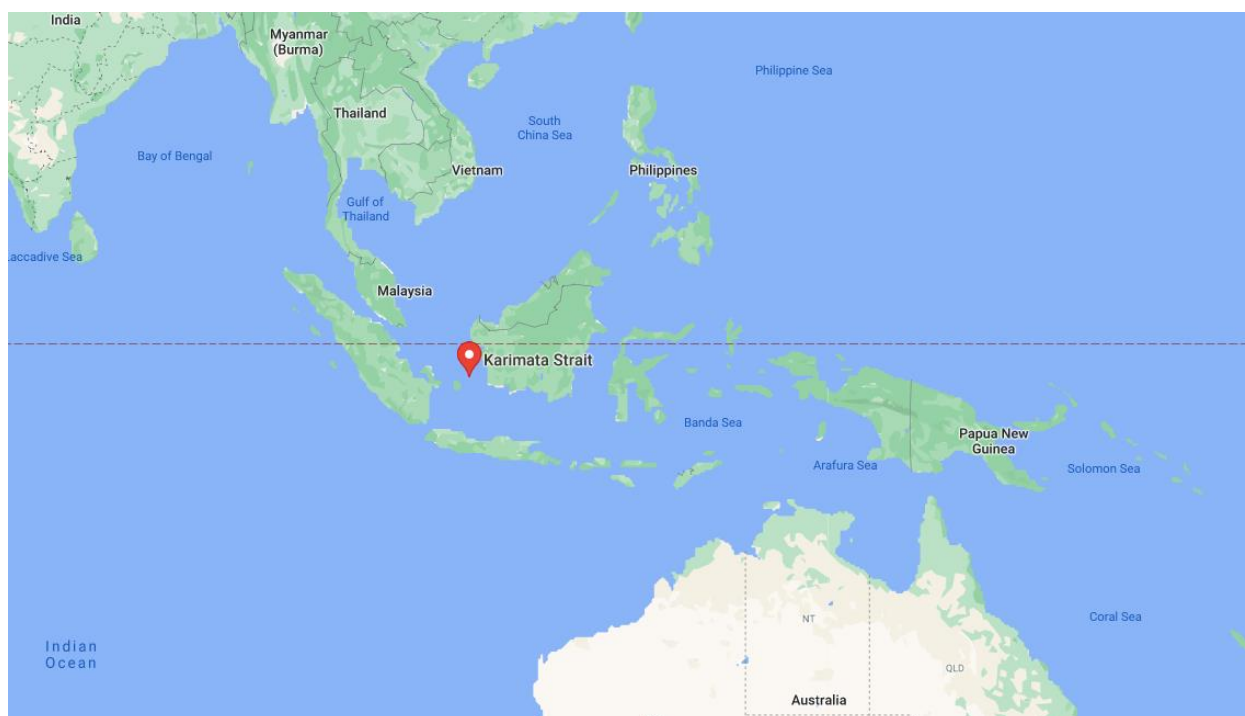 India
Myanmar
(Burma)
Philippine Sea
Thailand
South
China Sea
Bay of Bengal
Vietnam
Philippines
Gulf of
Thailand
Laccadive Sea
Malaysia
Karimata Strait
Banda Sea
Papua New
Guinea
Arafura Sea
Solomon Sea
Coral Sea
NT
Indian
Ocean
QLD
Australia